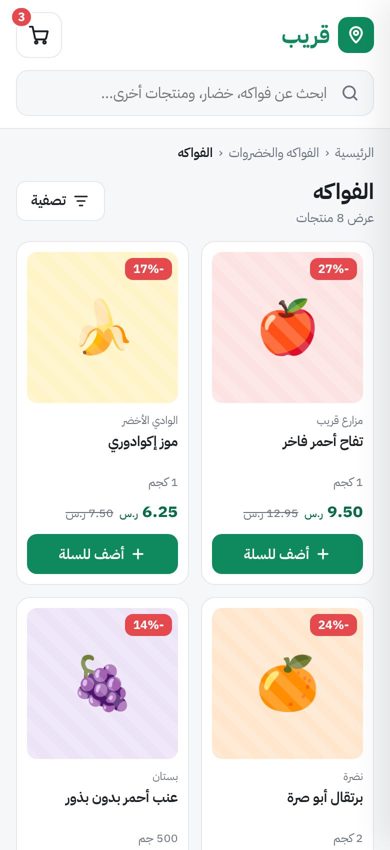 قريب
3
ابحث عن فواكه، خضار، ومنتجات أخرى...
الرئيسية › الفواكه والخضروات › الفواكه
الفواكه
عرض 8 منتجات
تصفية
-27%
مزارع قريب
تفاح أحمر فاخر
1 كجم
9.50 ر.س 12.95 ر.س
+ أضف للسلة
-17%
الوادي الأخضر
موز إكوادوري
1 كجم
6.25 ر.س 7.50 ر.س
+ أضف للسلة
-24%
نضرة
برتقال أبو صرة
2 كجم
-14%
بستان
عنب أحمر بدون بذور
500 جم